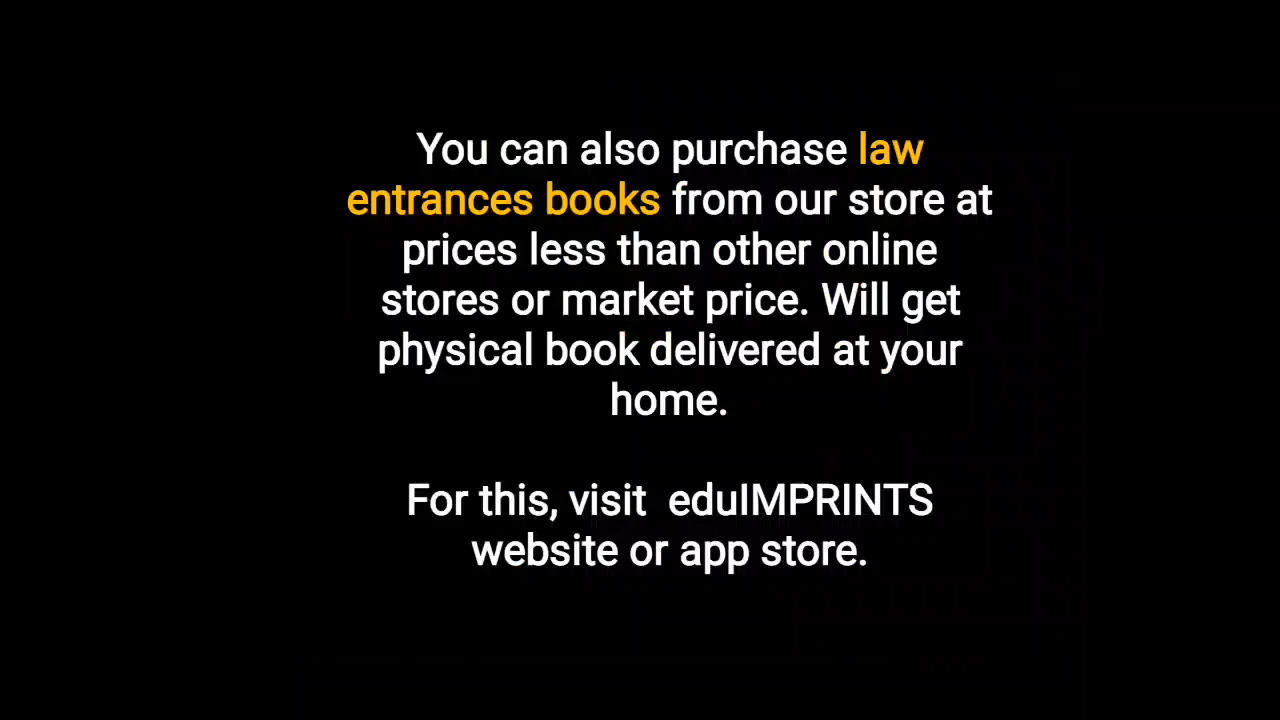 You can also purchase law
entrances books from our store at
prices less than other online
stores or market price. Will get
physical book delivered at your
home.
For this, visit  eduIMPRINTS
website or app store.